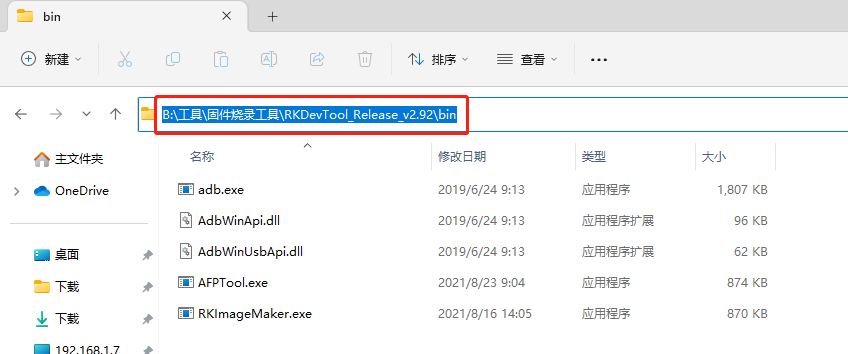 bin
新建
排序
查看
B:\工具\固件烧录工具\RKDevTool_Release_v2.92\bin
主文件夹
OneDrive
桌面
下载
下载
192.168.1.7
名称 修改日期 类型 大小
adb.exe 2019/6/24 9:13 应用程序 1,807 KB
AdbWinApi.dll 2019/6/24 9:13 应用程序扩展 96 KB
AdbWinUsbApi.dll 2019/6/24 9:13 应用程序扩展 62 KB
AFPTool.exe 2021/8/23 9:04 应用程序 874 KB
RKImageMaker.exe 2021/8/16 14:05 应用程序 870 KB